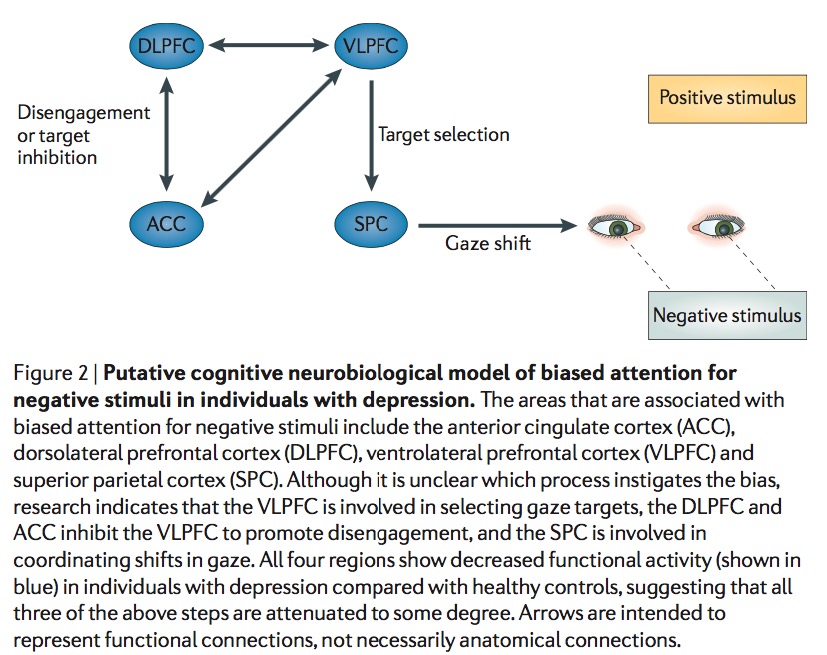 DLPFC
VLPFC
Positive stimulus
Disengagement
or target
inhibition
Target selection
ACC
SPC
Gaze shift
Negative stimulus
Figure 2 | Putative cognitive neurobiological model of biased attention for
negative stimuli in individuals with depression. The areas that are associated with
biased attention for negative stimuli include the anterior cingulate cortex (ACC),
dorsolateral prefrontal cortex (DLPFC), ventrolateral prefrontal cortex (VLPFC) and
superior parietal cortex (SPC). Although it is unclear which process instigates the bias,
research indicates that the VLPFC is involved in selecting gaze targets, the DLPFC and
ACC inhibit the VLPFC to promote disengagement, and the SPC is involved in
coordinating shifts in gaze. All four regions show decreased functional activity (shown in
blue) in individuals with depression compared with healthy controls, suggesting that all
three of the above steps are attenuated to some degree. Arrows are intended to
represent functional connections, not necessarily anatomical connections.